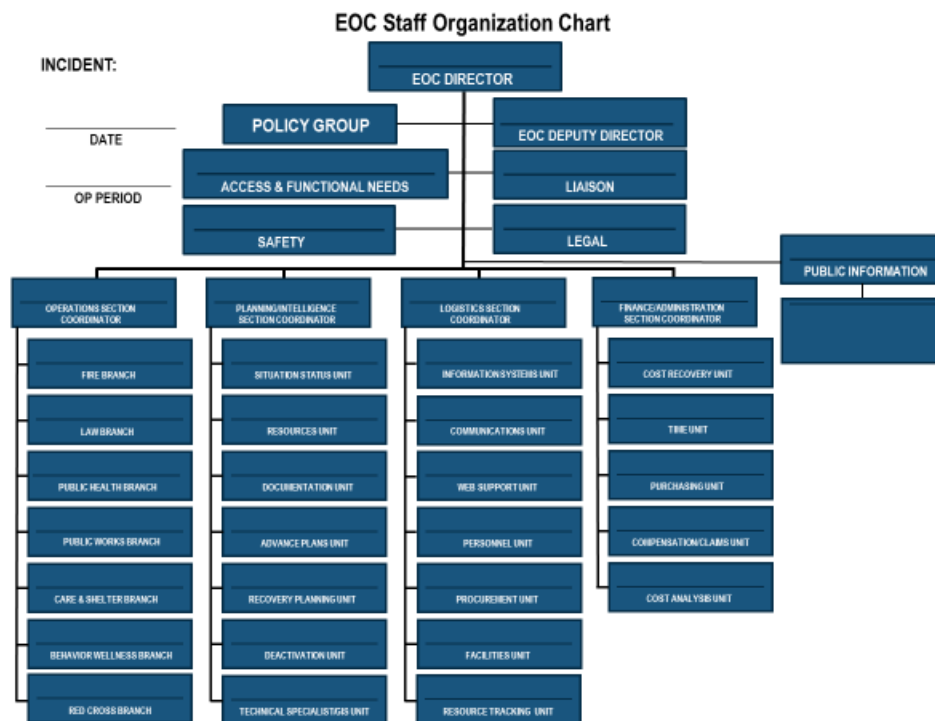 EOC Staff Organization Chart
INCIDENT:
EOC DIRECTOR
DATE
POLICY GROUP
EOC DEPUTY DIRECTOR
OP PERIOD
ACCESS & FUNCTIONAL NEEDS
LIAISON
SAFETY
LEGAL
PUBLIC INFORMATION
OPERATIONS SECTION
COORDINATOR
PLANNING/INTELLIGENCE
SECTION COORDINATOR
LOGISTICS SECTION
COORDINATOR
FINANCE/ADMINISTRATION
SECTION COORDINATOR
FIRE BRANCH
LAW BRANCH
PUBLIC HEALTH BRANCH
PUBLIC WORKS BRANCH
CARE & SHELTER BRANCH
BEHAVIOR WELLNESS BRANCH
RED CROSS BRANCH
SITUATION STATUS UNIT
RESOURCES UNIT
DOCUMENTATION UNIT
ADVANCE PLANS UNIT
RECOVERY PLANNING UNIT
DEACTIVATION UNIT
TECHNICAL SPECIALIST/GIS UNIT
INFORMATION SYSTEMS UNIT
COMMUNICATIONS UNIT
WEB SUPPORT UNIT
PERSONNEL UNIT
PROCUREMENT UNIT
FACILITIES UNIT
RESOURCE TRACKING UNIT
COST RECOVERY UNIT
TIME UNIT
PURCHASING UNIT
COMPENSATION/CLAIMS UNIT
COST ANALYSIS UNIT